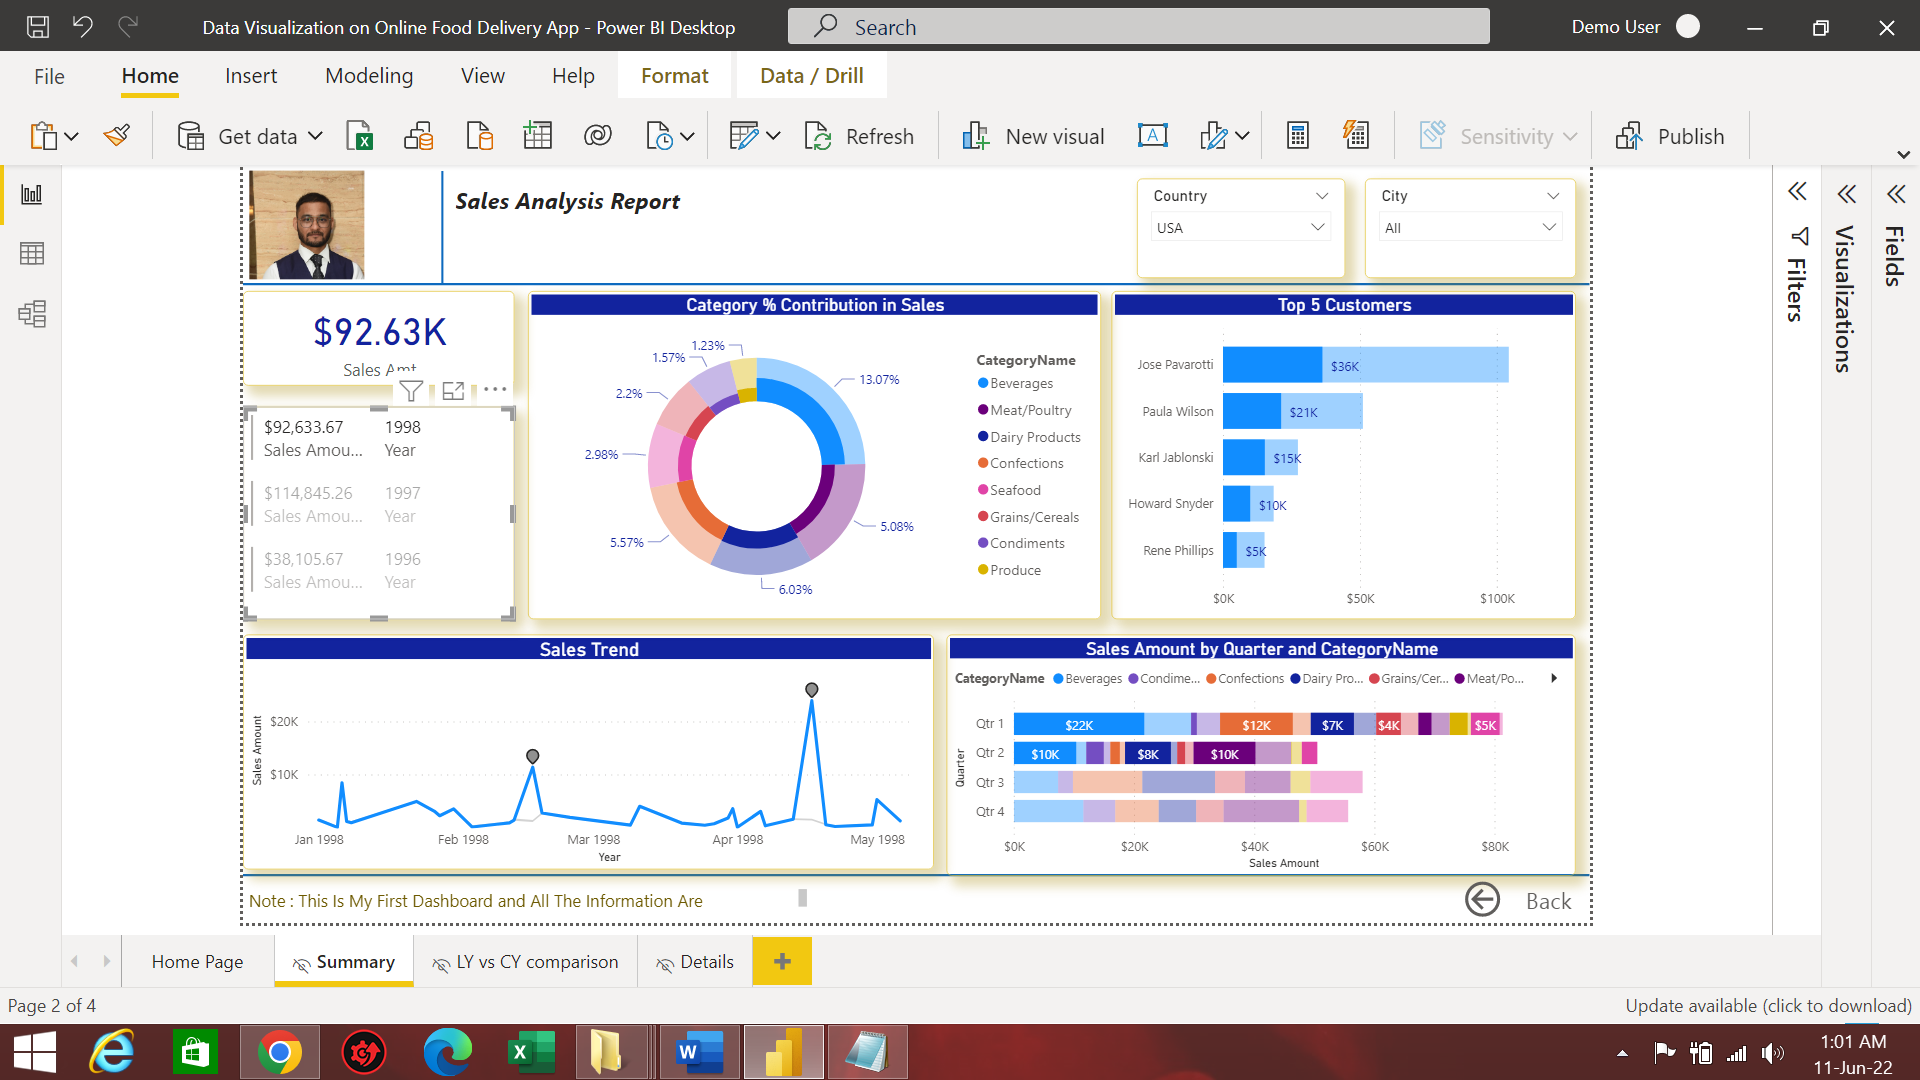 Data Visualization on Online Food Delivery App - Power BI Desktop
Search
Demo User
File Home Insert Modeling View Help Format Data / Drill
Get data Refresh New visual Sensitivity Publish
Sales Analysis Report
Country
USA
City
All
Filters
Visualizations
Fields
$92.63K
Sales Amt
$92,633.67 1998
Sales Amou... Year
$114,845.26 1997
Sales Amou... Year
$38,105.67 1996
Sales Amou... Year
Category % Contribution in Sales
1.23%
1.57%
2.2%
2.98%
5.57%
6.03%
5.08%
13.07%
CategoryName
Beverages
Meat/Poultry
Dairy Products
Confections
Seafood
Grains/Cereals
Condiments
Produce
Top 5 Customers
Jose Pavarotti $36K
Paula Wilson $21K
Karl Jablonski $15K
Howard Snyder $10K
Rene Phillips $5K
$0K $50K $100K
Sales Trend
Sales Amount
$20K
$10K
Jan 1998 Feb 1998 Mar 1998 Apr 1998 May 1998
Year
Sales Amount by Quarter and CategoryName
CategoryName Beverages Condime... Confections Dairy Pro... Grains/Cer... Meat/Po...
Quarter
Qtr 1 $22K $12K $7K $4K $5K
Qtr 2 $10K $8K $10K
Qtr 3
Qtr 4
$0K $20K $40K $60K $80K
Sales Amount
Note : This Is My First Dashboard and All The Information Are
Back
Home Page Summary LY vs CY comparison Details
Page 2 of 4
Update available (click to download)
1:01 AM
11-Jun-22